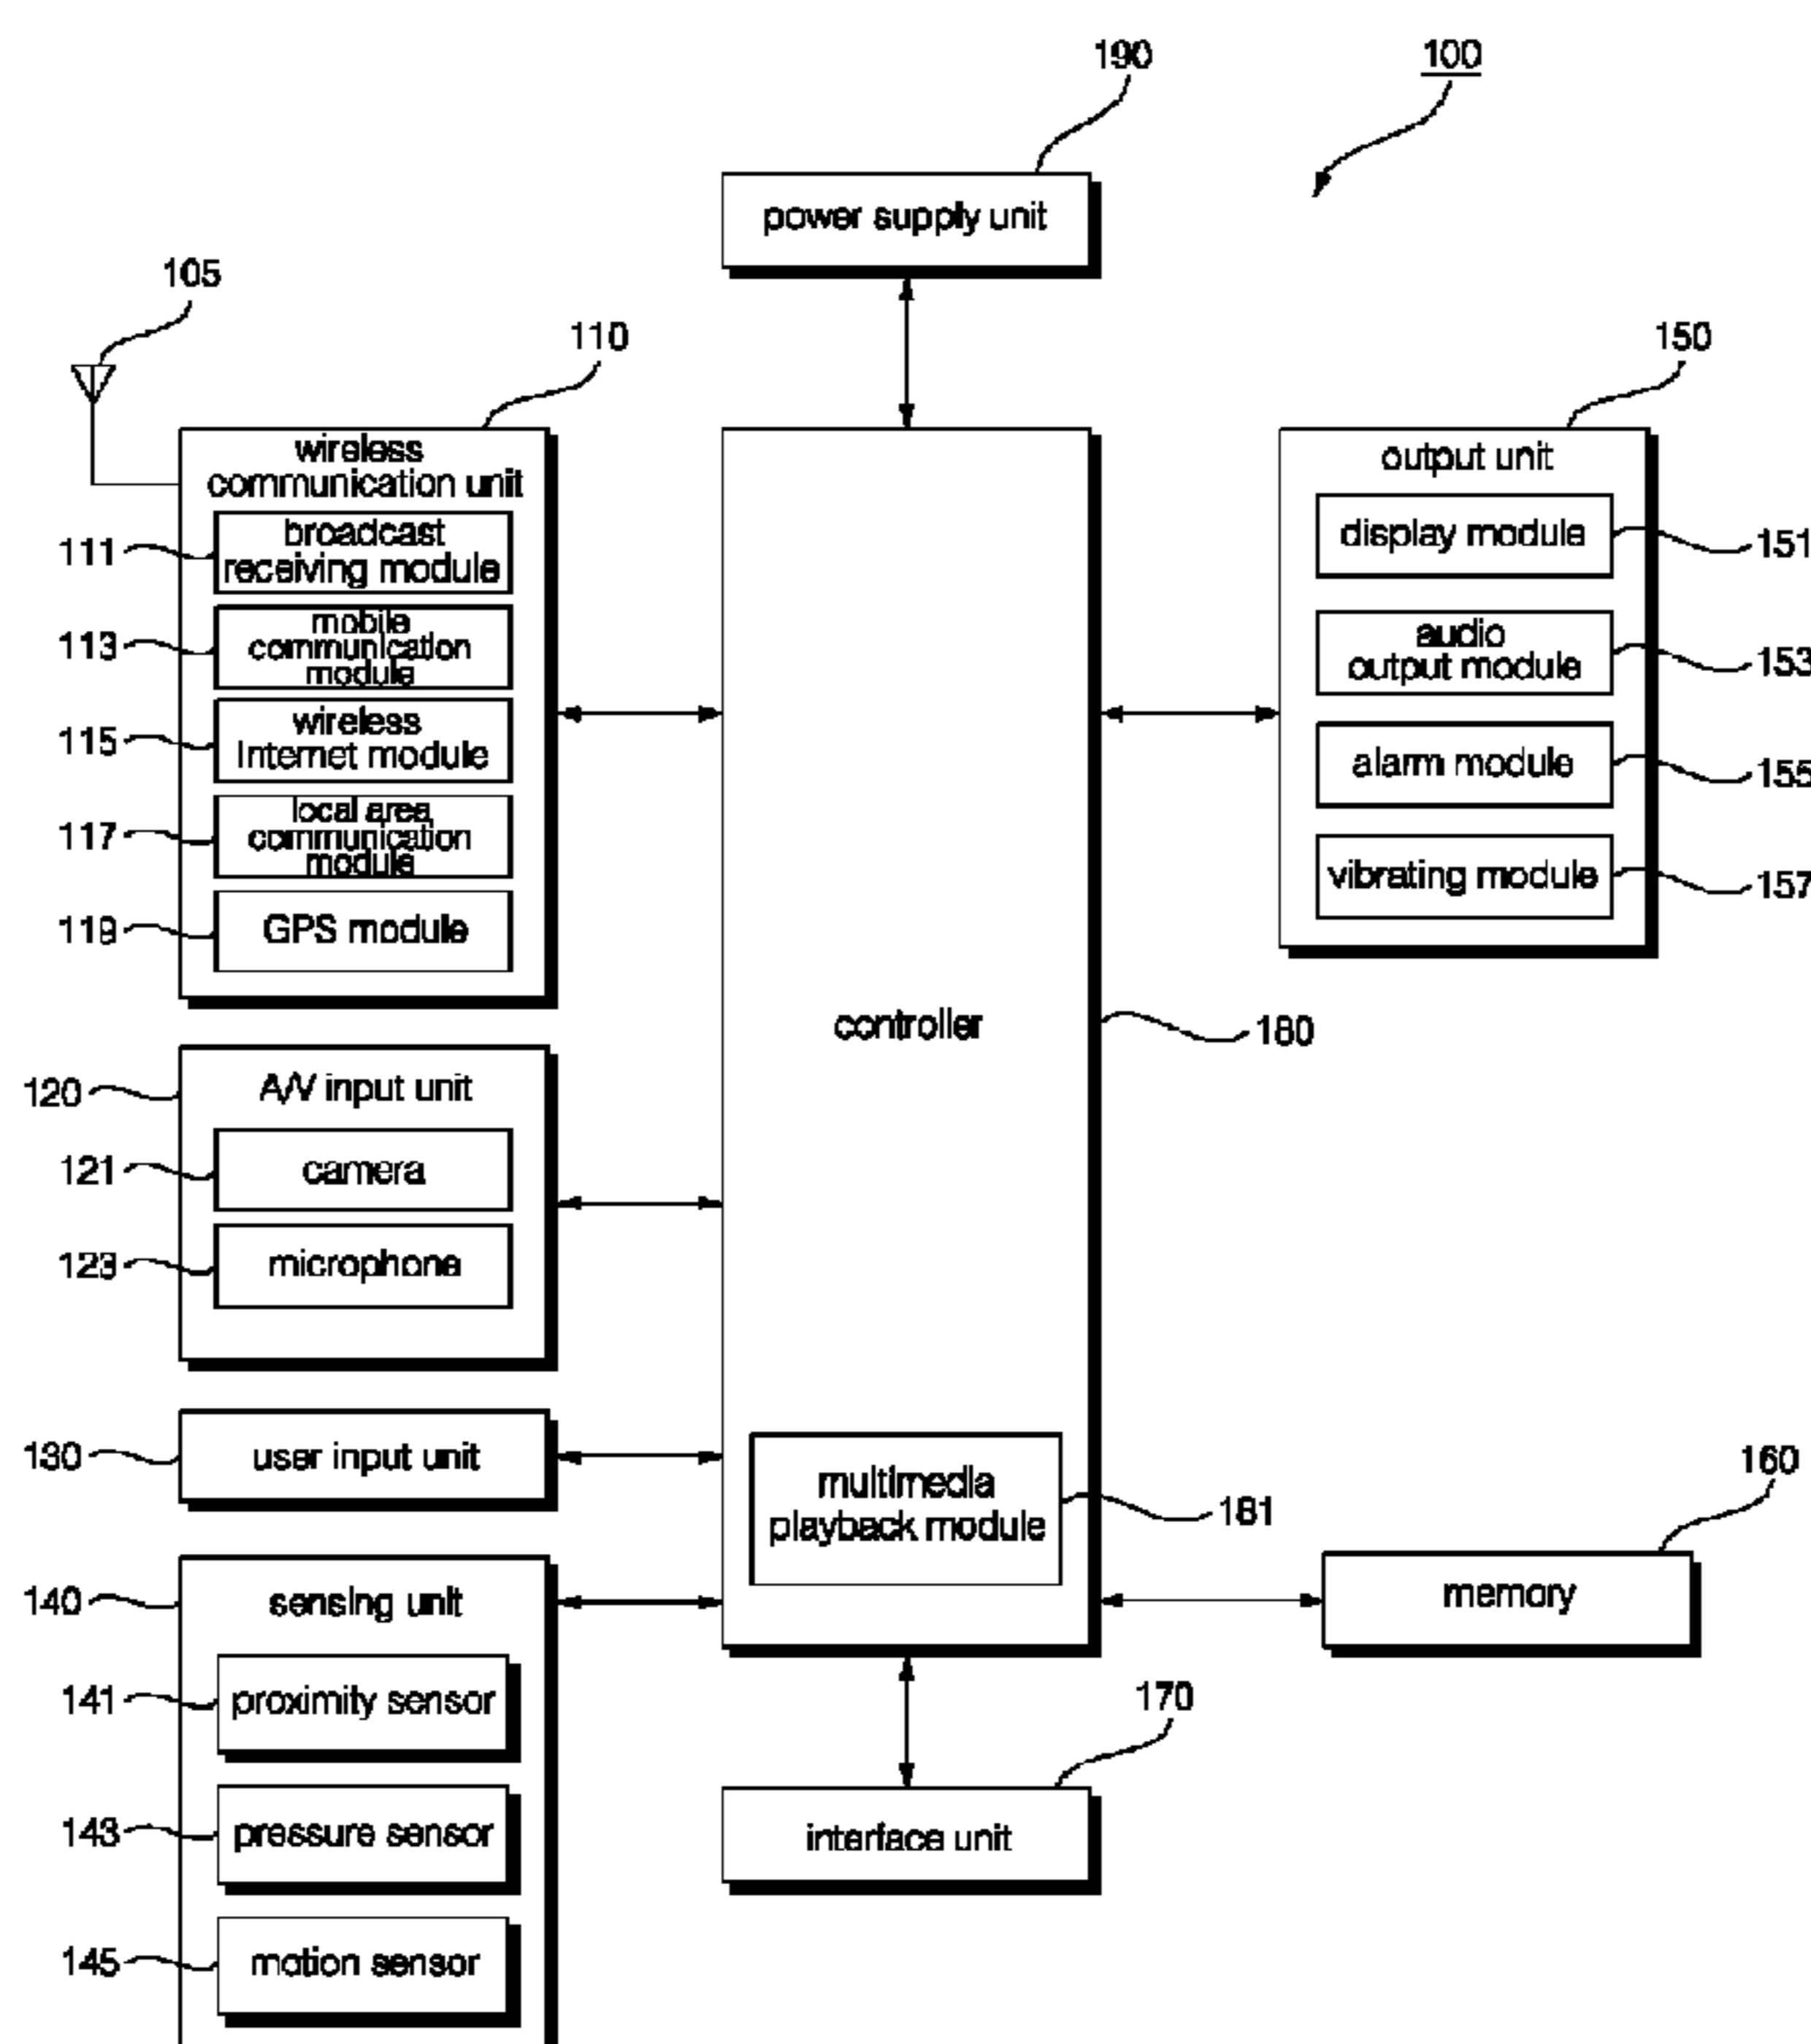 190
100
power supply unit
105
110
150
wireless
communication unit
output unit
111
broadcast
receiving module
display module
151
113
mobile
communication
module
audio
output module
153
115
wireless
Internet module
alarm module
155
117
local area
communication
module
vibrating module
157
119
GPS module
controller
180
120
A/V input unit
121
camera
123
microphone
130
user input unit
multimedia
playback module
181
160
memory
140
sensing unit
141
proximity sensor
170
143
pressure sensor
interface unit
145
motion sensor